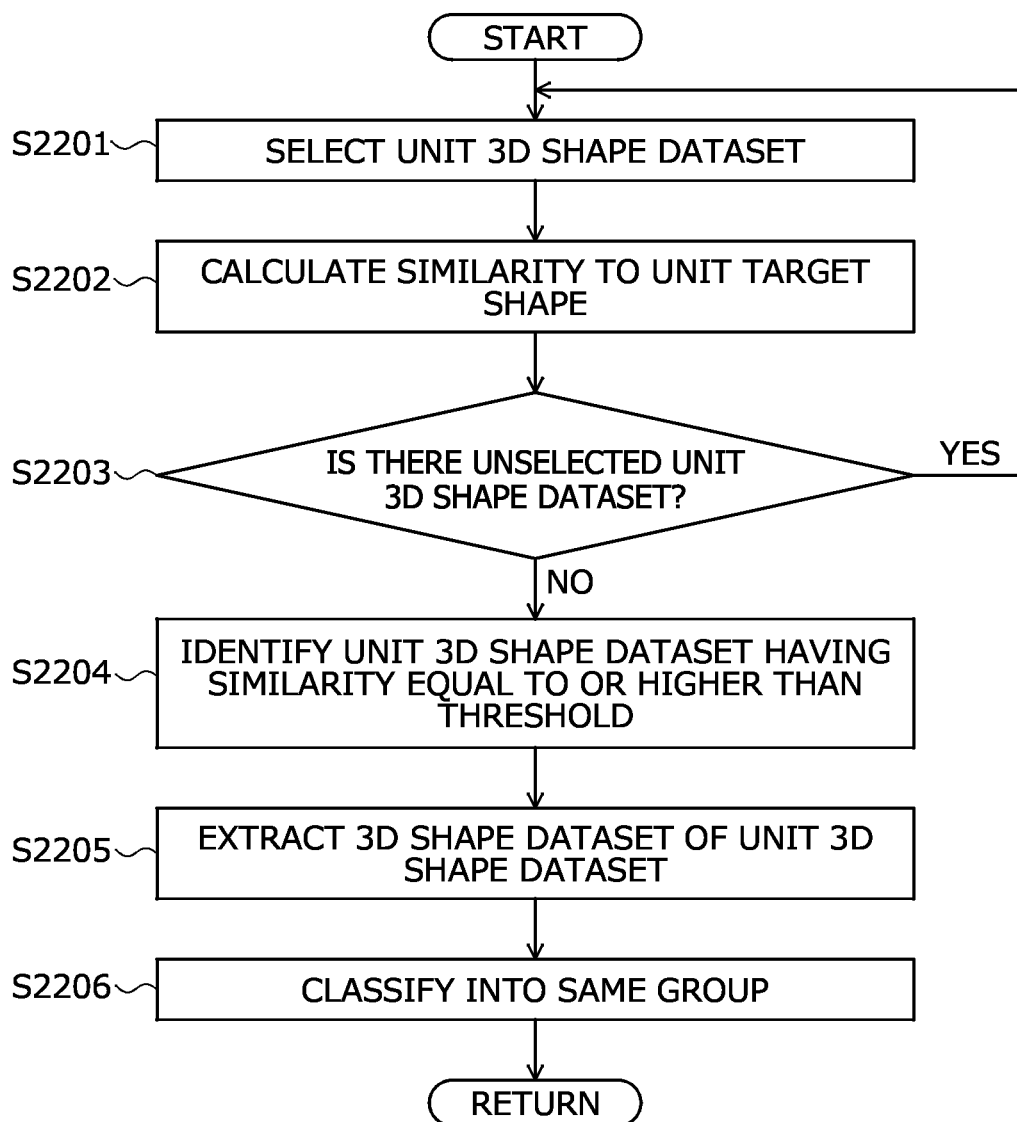 START
S2201
SELECT UNIT 3D SHAPE DATASET
S2202
CALCULATE SIMILARITY TO UNIT TARGET
SHAPE
S2203
IS THERE UNSELECTED UNIT
3D SHAPE DATASET?
YES
NO
S2204
IDENTIFY UNIT 3D SHAPE DATASET HAVING
SIMILARITY EQUAL TO OR HIGHER THAN
THRESHOLD
S2205
EXTRACT 3D SHAPE DATASET OF UNIT 3D
SHAPE DATASET
S2206
CLASSIFY INTO SAME GROUP
RETURN